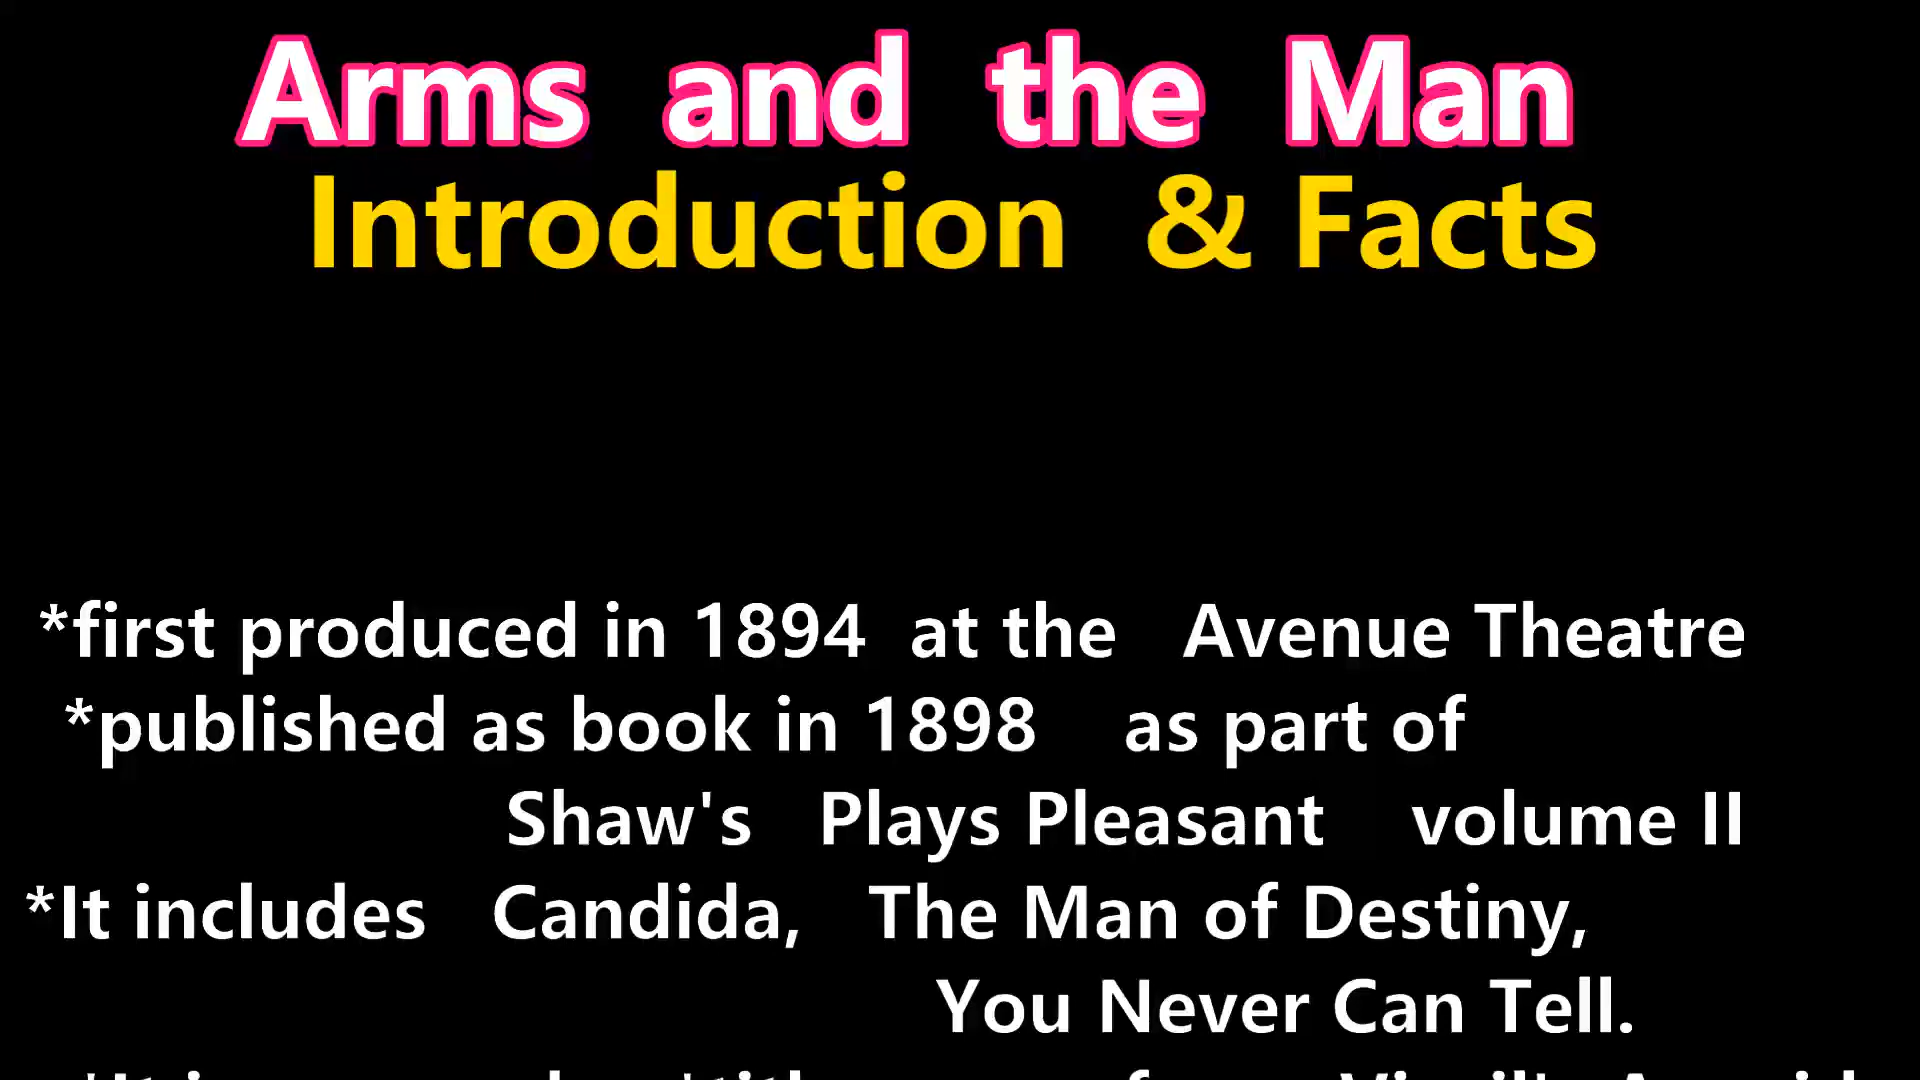 Arms and the Man
Introduction & Facts
*first produced in 1894 at the Avenue Theatre
*published as book in 1898 as part of
Shaw's Plays Pleasant volume II
*It includes Candida, The Man of Destiny,
You Never Can Tell.